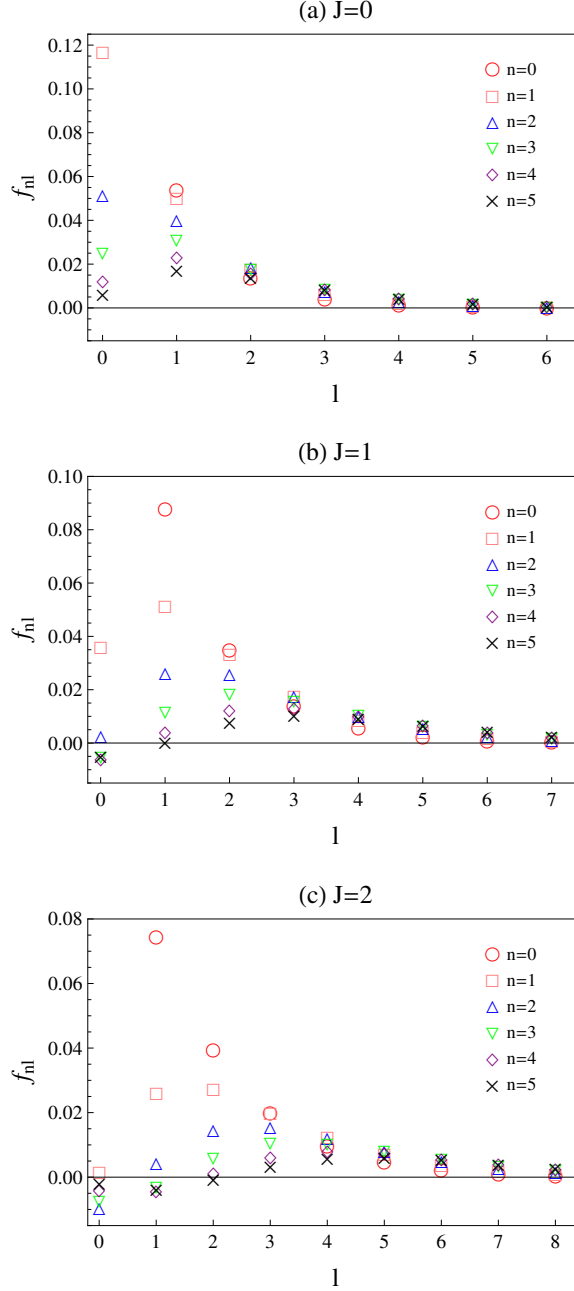 (a) J=0
0.12
0.10
0.08
0.06
0.04
0.02
0.00
f_nl
n=0
n=1
n=2
n=3
n=4
n=5
0 1 2 3 4 5 6
l
(b) J=1
0.10
0.08
0.06
0.04
0.02
0.00
f_nl
n=0
n=1
n=2
n=3
n=4
n=5
0 1 2 3 4 5 6 7
l
(c) J=2
0.08
0.06
0.04
0.02
0.00
f_nl
n=0
n=1
n=2
n=3
n=4
n=5
0 1 2 3 4 5 6 7 8
l